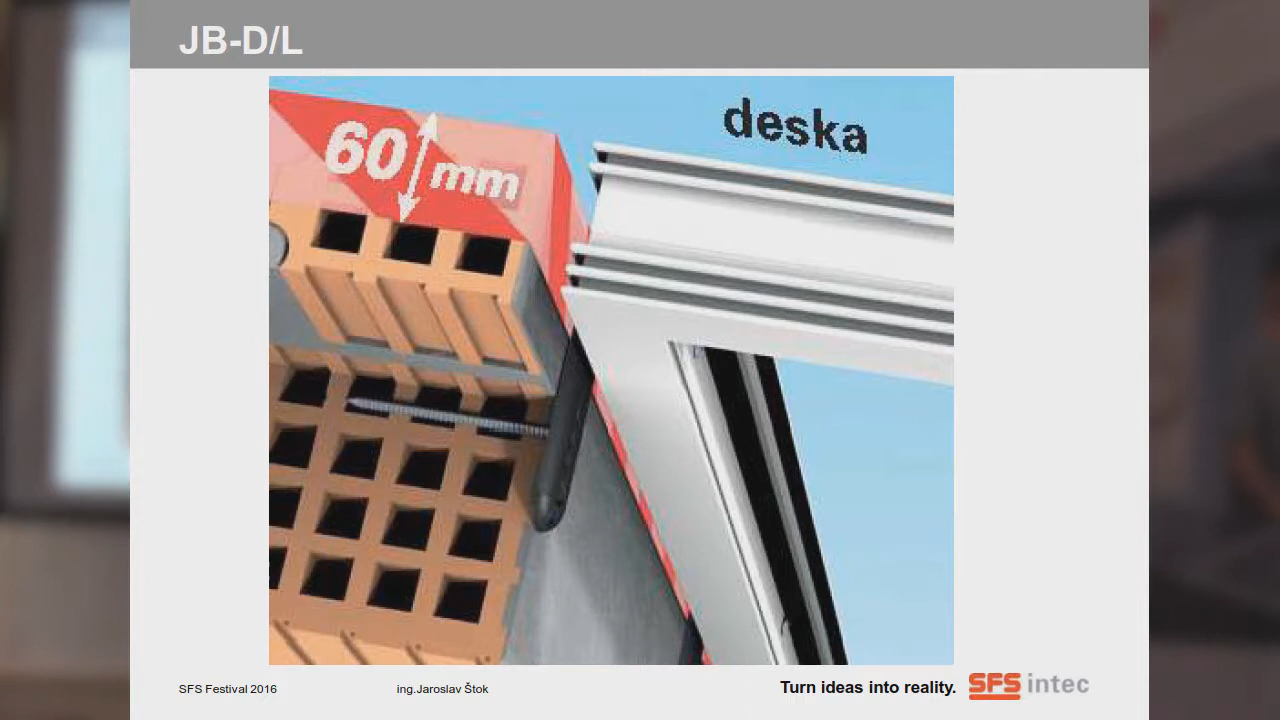 JB-D/L
deska
60 mm
SFS Festival 2016
ing.Jaroslav Štok
Turn ideas into reality.
SFS intec